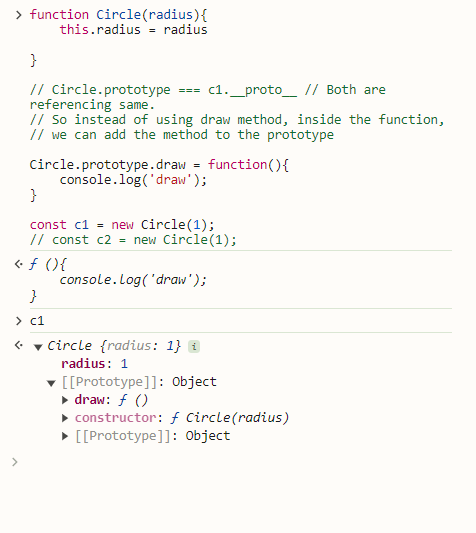 function Circle(radius){
this.radius = radius
}
// Circle.prototype === c1.__proto__ // Both are
referencing same.
// So instead of using draw method, inside the function,
// we can add the method to the prototype
Circle.prototype.draw = function(){
console.log('draw');
}
const c1 = new Circle(1);
// const c2 = new Circle(1);
ƒ (){
console.log('draw');
}
c1
Circle {radius: 1} i
radius: 1
[[Prototype]]: Object
draw: ƒ ()
constructor: ƒ Circle(radius)
[[Prototype]]: Object